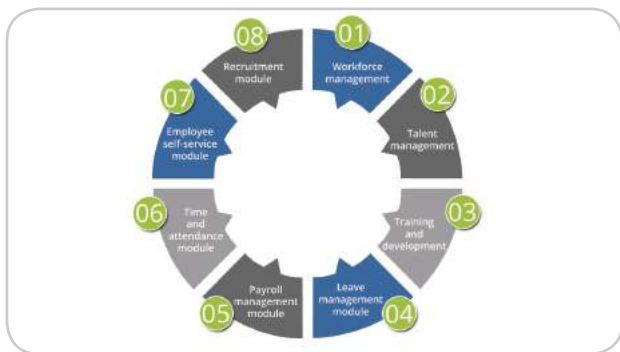 01
Workforce
management
02
Talent
management
03
Training
and
development
04
Leave
management
module
05
Payroll
management
module
06
Time
and
attendance
module
07
Employee
self-service
module
08
Recruitment
module